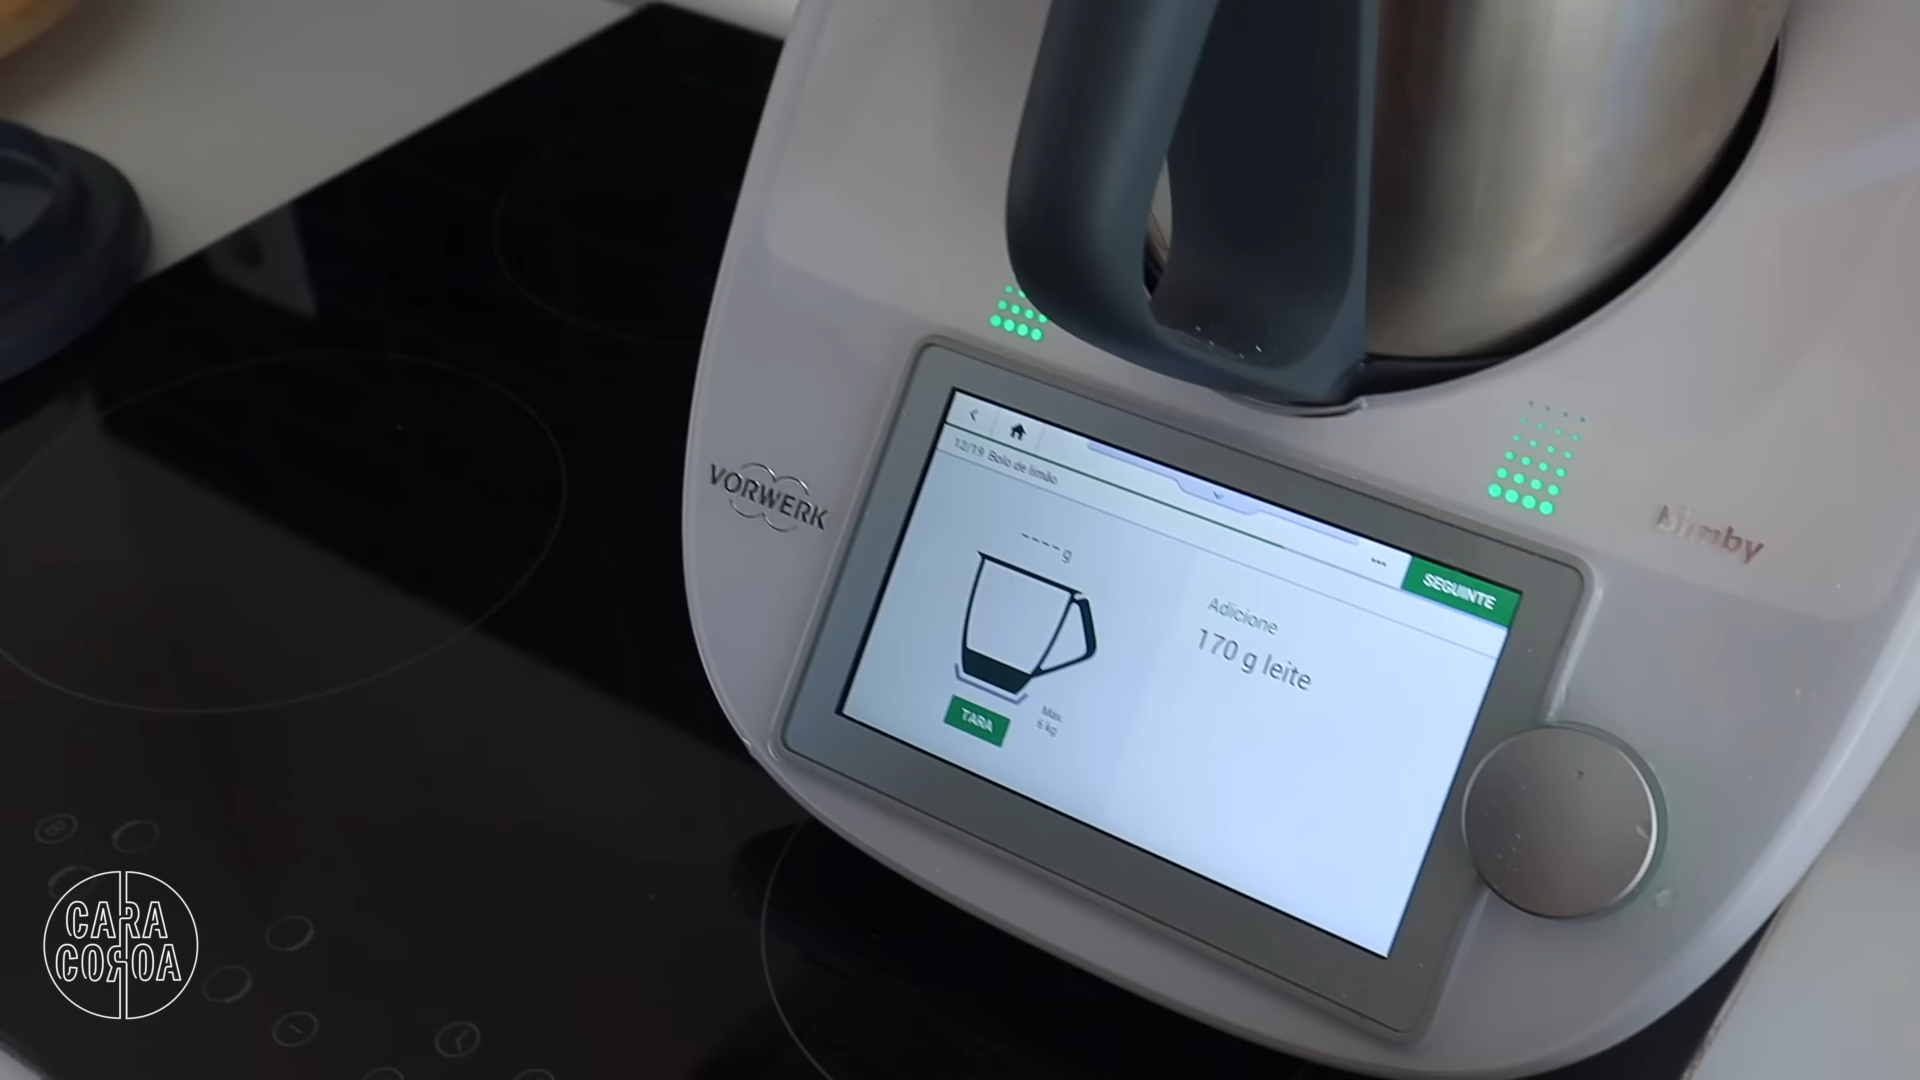 12/19 Bolo de limão
---- g
SEGUINTE
Adicione
170 g leite
TARA
Max.
6 kg
VORWERK
bimby
CARA
COROA